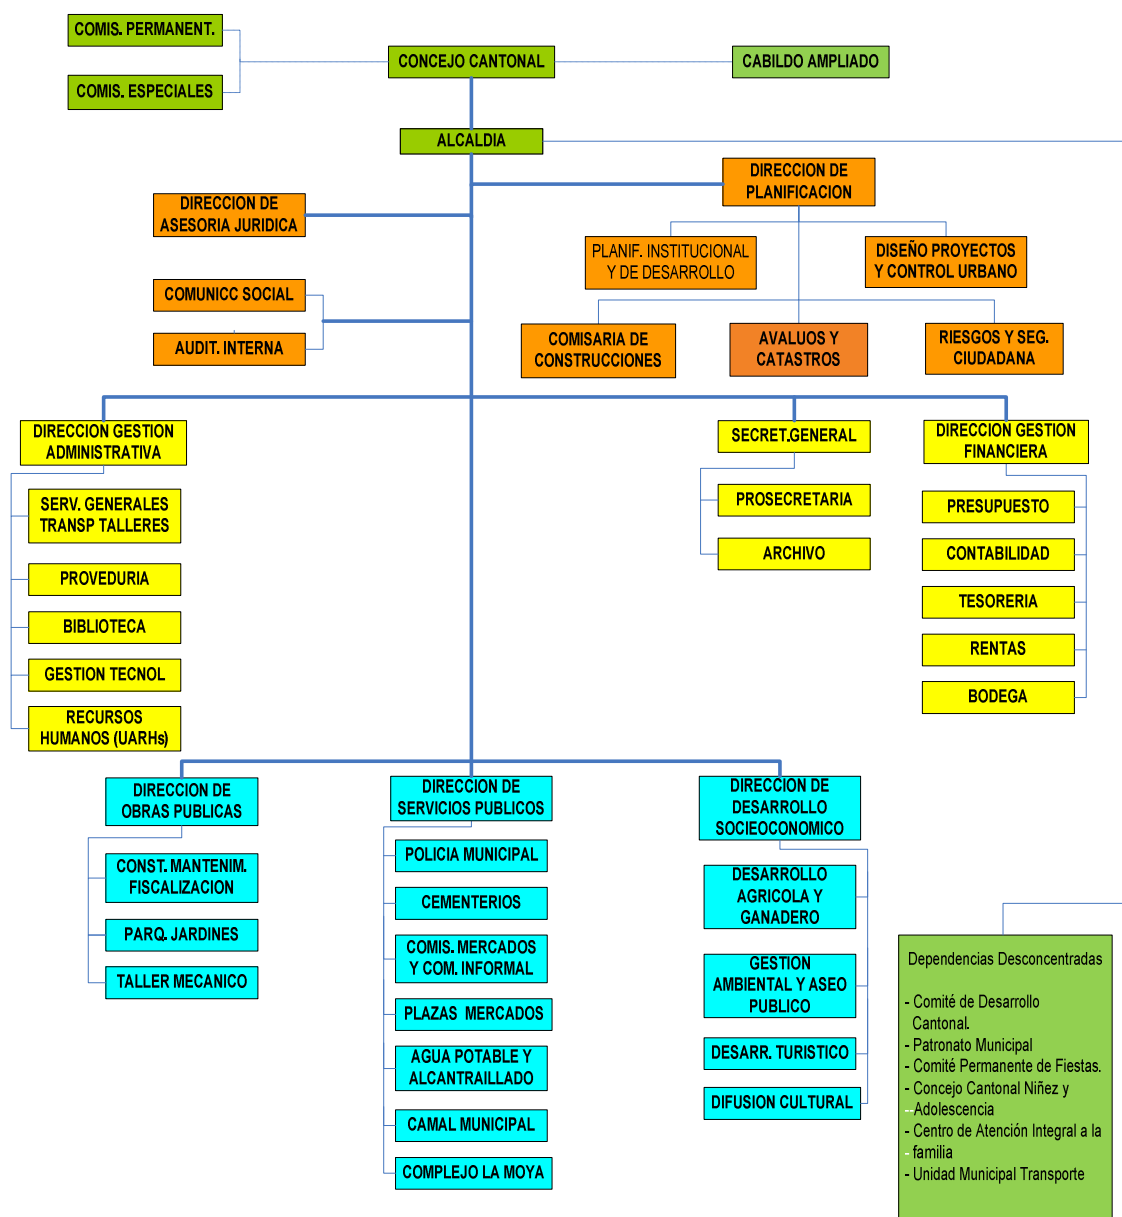 COMIS. PERMANENT.
CONCEJO CANTONAL
CABILDO AMPLIADO
COMIS. ESPECIALES
ALCALDIA
DIRECCION DE
PLANIFICACION
DIRECCION DE
ASESORIA JURIDICA
PLANIF. INSTITUCIONAL
Y DE DESARROLLO
DISEÑO PROYECTOS
Y CONTROL URBANO
COMUNICC SOCIAL
AUDIT. INTERNA
COMISARIA DE
CONSTRUCCIONES
AVALUOS Y
CATASTROS
RIESGOS Y SEG.
CIUDADANA
DIRECCION GESTION
ADMINISTRATIVA
SERV. GENERALES
TRANSP TALLERES
PROVEDURIA
BIBLIOTECA
GESTION TECNOL
RECURSOS
HUMANOS (UARHs)
SECRET.GENERAL
PROSECRETARIA
ARCHIVO
DIRECCION GESTION
FINANCIERA
PRESUPUESTO
CONTABILIDAD
TESORERIA
RENTAS
BODEGA
DIRECCION DE
OBRAS PUBLICAS
CONST. MANTENIM.
FISCALIZACION
PARQ. JARDINES
TALLER MECANICO
DIRECCION DE
SERVICIOS PUBLICOS
POLICIA MUNICIPAL
CEMENTERIOS
COMIS. MERCADOS
Y COM. INFORMAL
PLAZAS MERCADOS
AGUA POTABLE Y
ALCANTRAILLADO
CAMAL MUNICIPAL
COMPLEJO LA MOYA
DIRECCION DE
DESARROLLO
SOCIEOCONOMICO
DESARROLLO
AGRICOLA Y
GANADERO
GESTION
AMBIENTAL Y ASEO
PUBLICO
DESARR. TURISTICO
DIFUSION CULTURAL
Dependencias Desconcentradas
- Comité de Desarrollo
Cantonal.
- Patronato Municipal
- Comité Permanente de Fiestas.
- Concejo Cantonal Niñez y
--Adolescencia
- Centro de Atención Integral a la
- familia
- Unidad Municipal Transporte